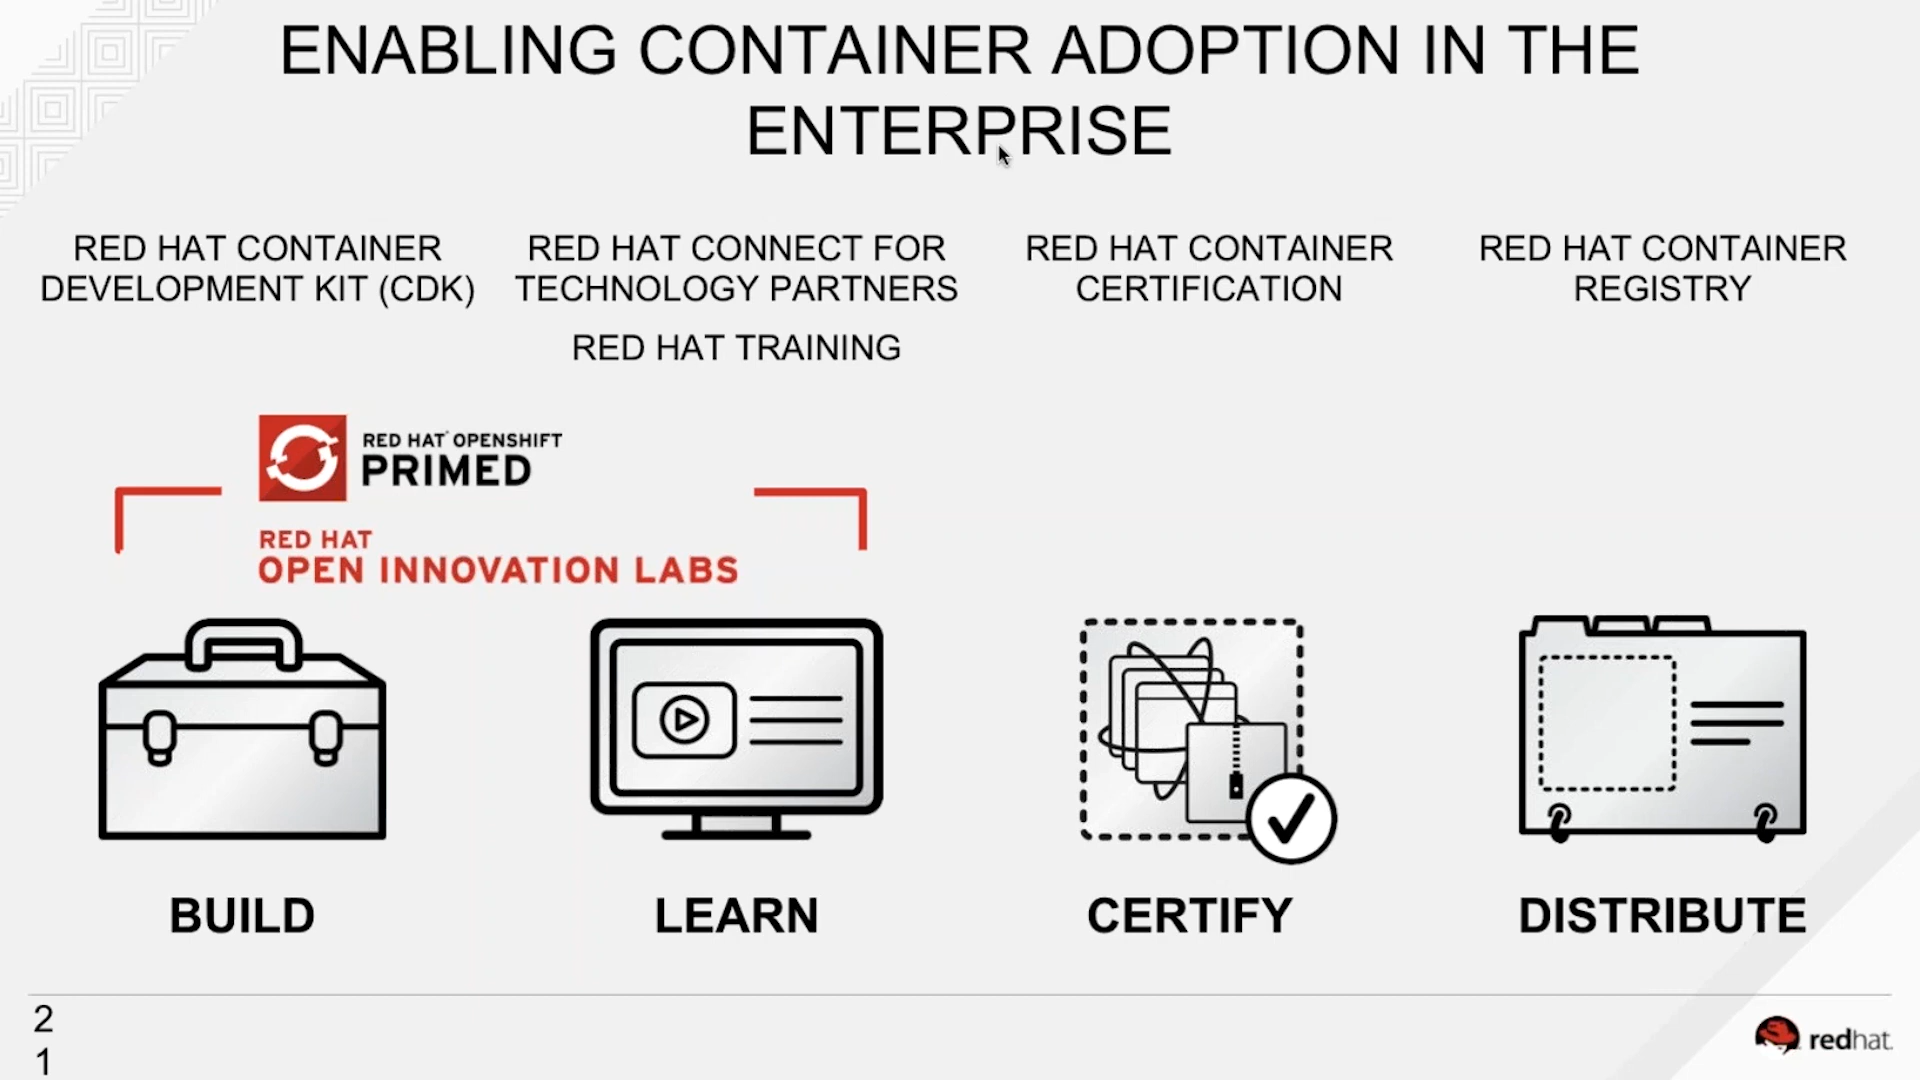 ENABLING CONTAINER ADOPTION IN THE
ENTERPRISE
RED HAT CONTAINER
DEVELOPMENT KIT (CDK)
RED HAT CONNECT FOR
TECHNOLOGY PARTNERS
RED HAT TRAINING
RED HAT CONTAINER
CERTIFICATION
RED HAT CONTAINER
REGISTRY
RED HAT® OPENSHIFT
PRIMED
RED HAT
OPEN INNOVATION LABS
BUILD
LEARN
CERTIFY
DISTRIBUTE
2
1
redhat.